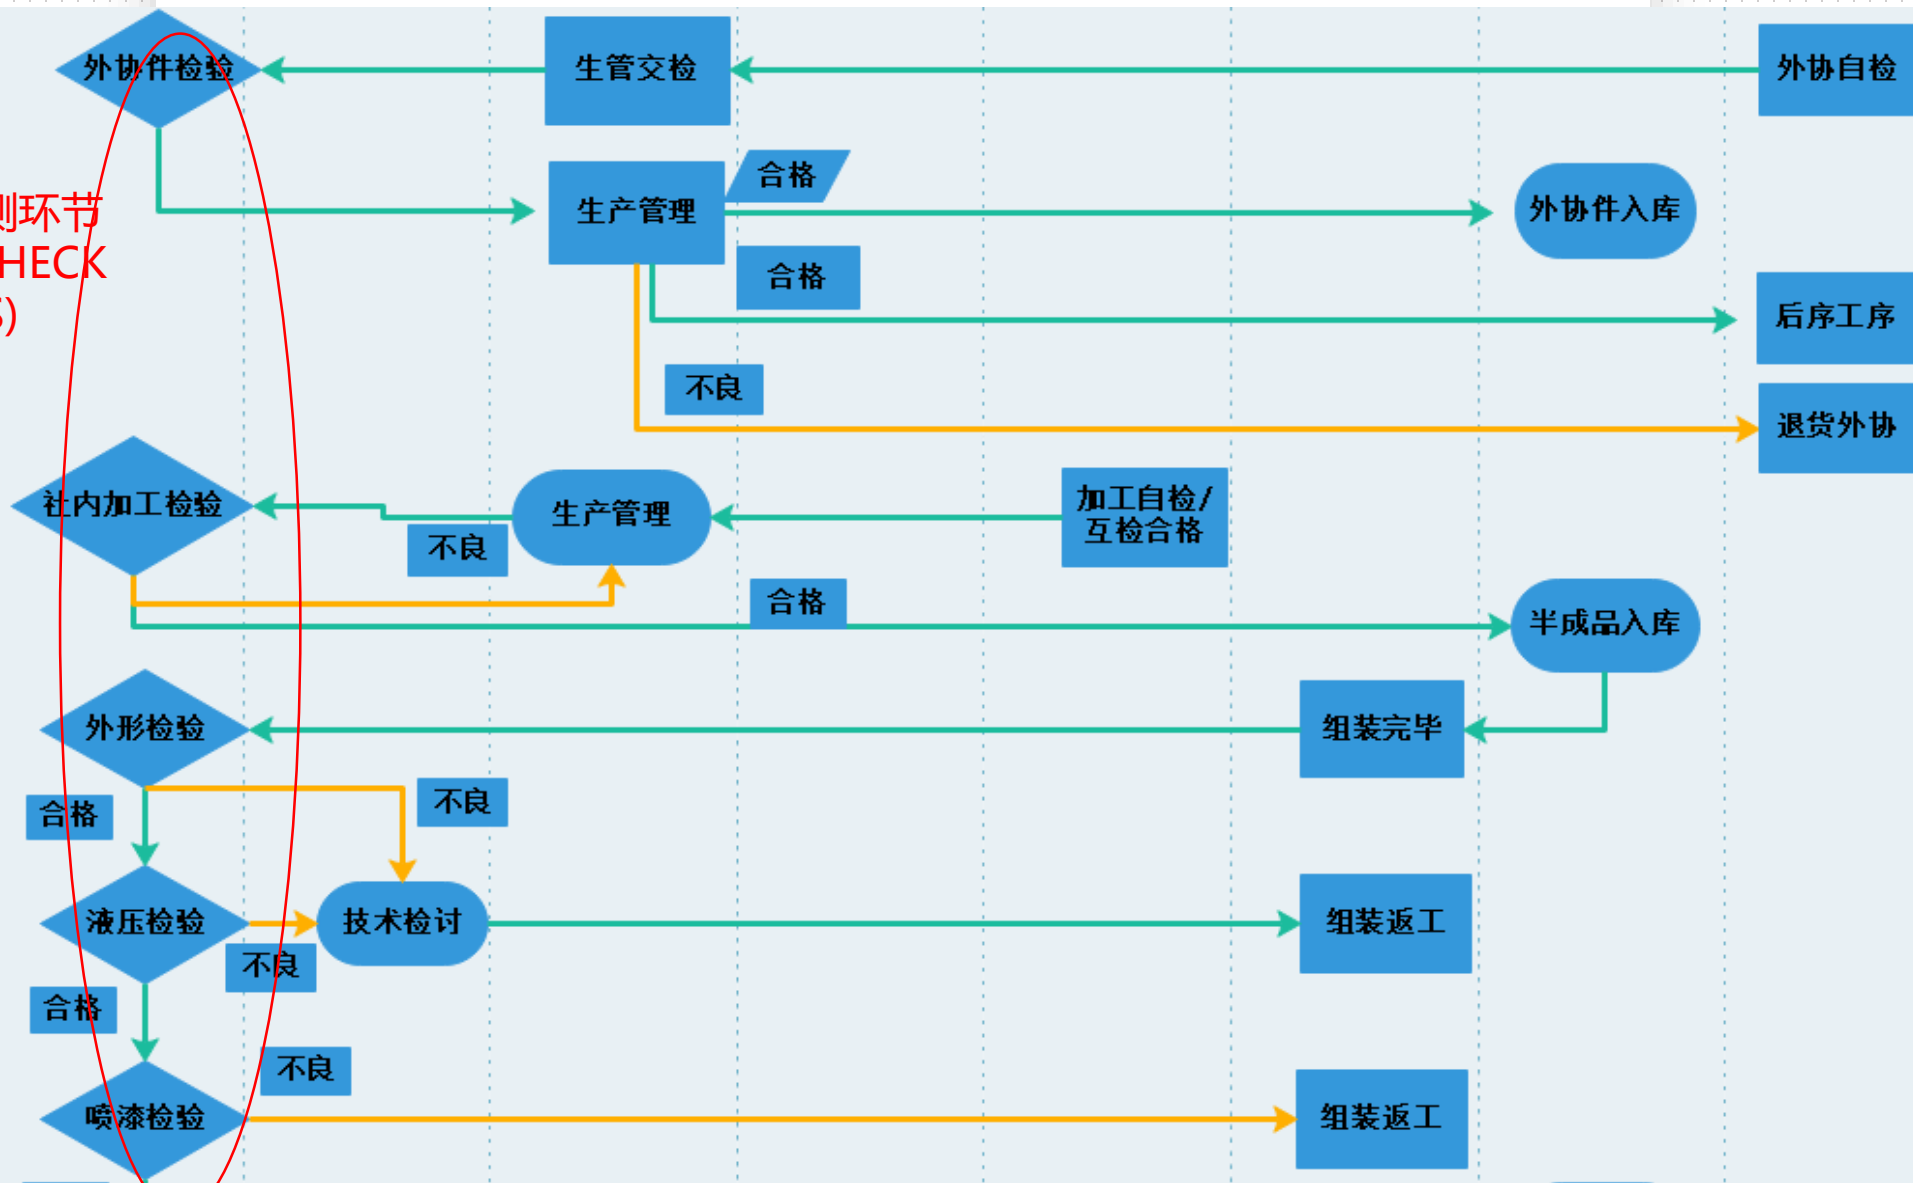 外协件检验
生管交检
外协自检
合格
生产管理
外协件入库
测环节
HECK
合格
后序工序
不良
退货外协
社内加工检验
生产管理
加工自检/
互检合格
不良
合格
半成品入库
外形检验
组装完毕
合格
不良
液压检验
技术检讨
组装返工
不良
合格
不良
喷漆检验
组装返工